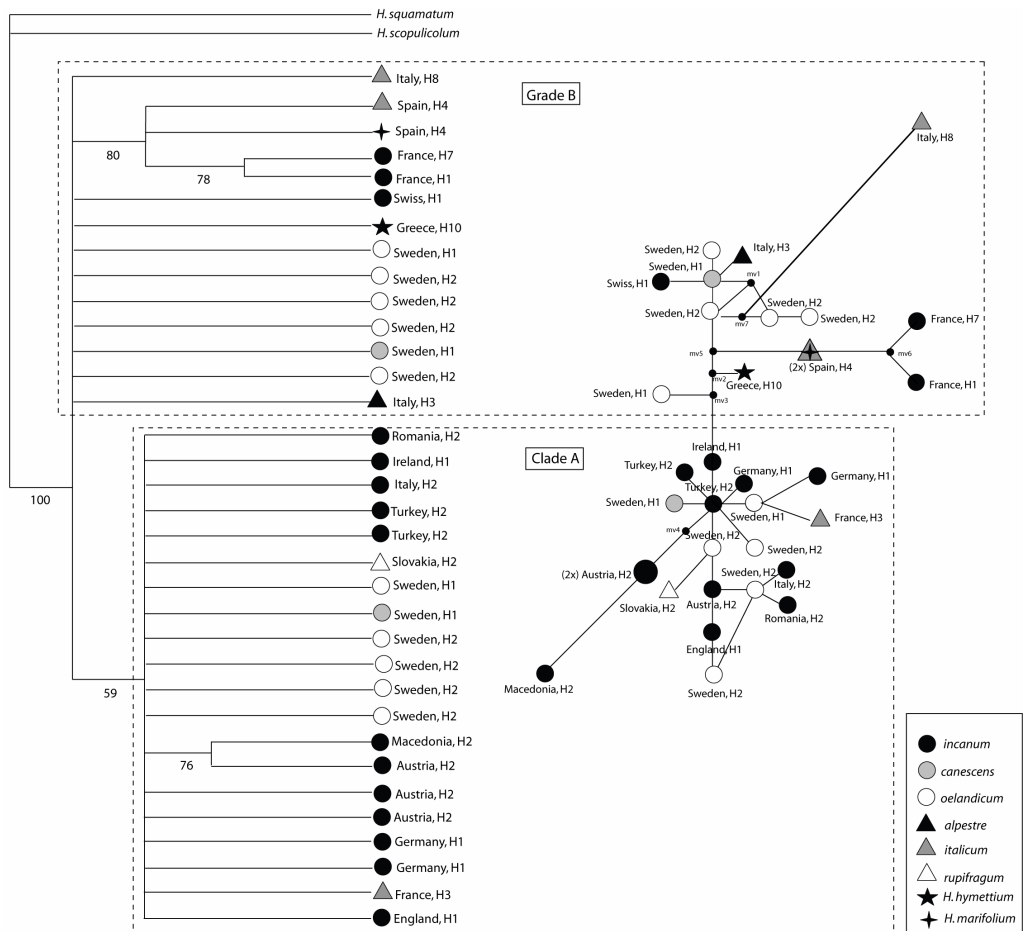 H. squamatum
H. scopulicolum
Grade B
Italy, H8
Spain, H4
Spain, H4
80
France, H7
78
France, H1
Swiss, H1
Greece, H10
Sweden, H1
Sweden, H2
Sweden, H2
Sweden, H2
Sweden, H1
Sweden, H2
Italy, H3
Italy, H8
Sweden, H2
Italy, H3
Sweden, H1
Swiss, H1
mv1
Sweden, H2
Sweden, H2
mv7
Sweden, H2
France, H7
mv5
mv6
(2x) Spain, H4
mv2
Greece, H10
France, H1
Sweden, H1
mv3
100
Clade A
Romania, H2
Ireland, H1
Italy, H2
Turkey, H2
Turkey, H2
Slovakia, H2
Sweden, H1
Sweden, H1
Sweden, H2
Sweden, H2
Sweden, H2
59
Sweden, H2
Macedonia, H2
76
Austria, H2
Austria, H2
Austria, H2
Germany, H1
Germany, H1
France, H3
England, H1
Ireland, H1
Turkey, H2
Germany, H1
Germany, H1
Turkey, H2
Sweden, H1
Sweden, H1
France, H3
mv4
Sweden, H2
Sweden, H2
(2x) Austria, H2
Sweden, H2
Italy, H2
Slovakia, H2
Austria, H2
Romania, H2
England, H1
Macedonia, H2
Sweden, H2
incanum
canescens
oelandicum
alpestre
italicum
rupifragum
H. hymettium
H. marifolium